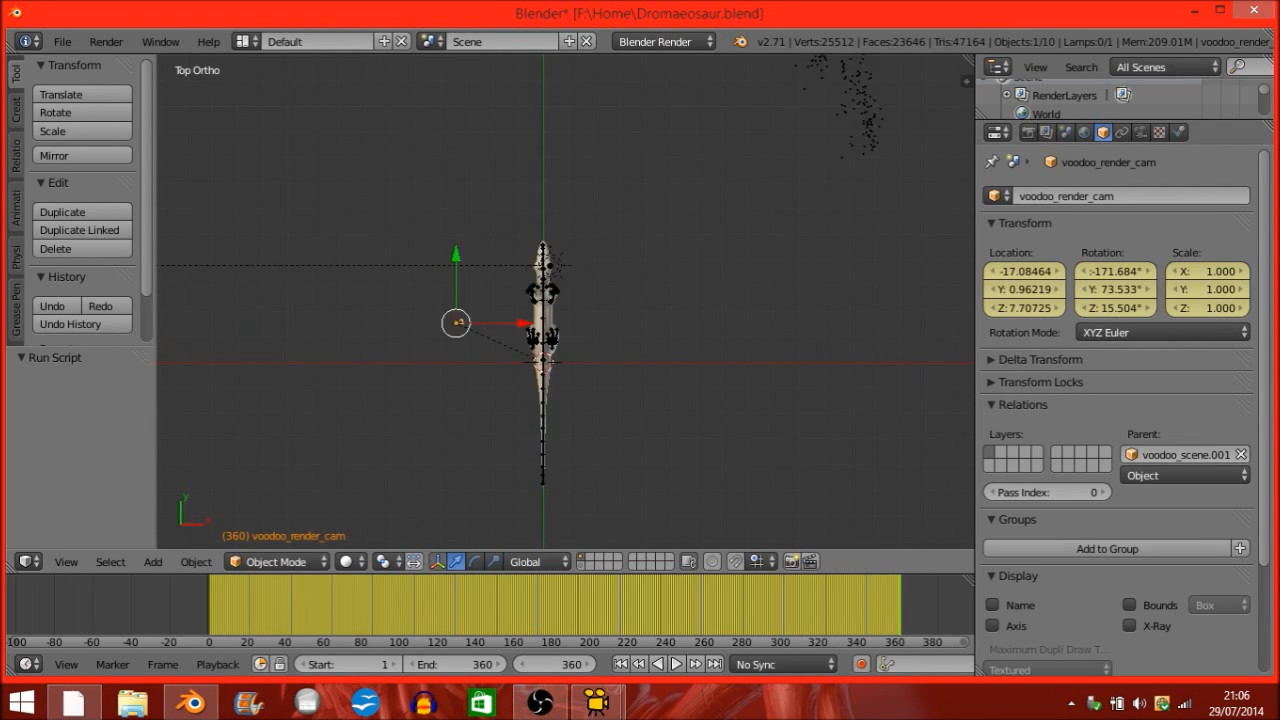 Blender* [F:\Home\Dromaeosaur.blend]
File Render Window Help Default Scene Blender Render v2.71 | Verts:25512 | Faces:23646 | Tris:47164 | Objects:1/10 | Lamps:0/1 | Mem:209.01M | voodoo_render_
Tool
Creat
Relatio
Animati
Physi
Grease Pen
Transform
Translate
Rotate
Scale
Mirror
Edit
Duplicate
Duplicate Linked
Delete
History
Undo Redo
Undo History
Run Script
Top Ortho
y
(360) voodoo_render_cam
View Select Add Object Object Mode Global
-100 -80 -60 -40 -20 0 20 40 60 80 100 120 140 160 180 200 220 240 260 280 300 320 340 360 380
View Marker Frame Playback Start: 1 End: 360 360 No Sync
View Search All Scenes
RenderLayers
World
voodoo_render_cam
voodoo_render_cam
Transform
Location: Rotation: Scale:
-17.08464 -171.684° X: 1.000
Y: 0.96219 Y: 73.533° Y: 1.000
Z: 7.70725 Z: 15.504° Z: 1.000
Rotation Mode: XYZ Euler
Delta Transform
Transform Locks
Relations
Layers: Parent:
voodoo_scene.001
Object
Pass Index: 0
Groups
Add to Group
Display
Name Bounds Box
Axis X-Ray
Maximum Dupli Draw T...
Textured
21:06
29/07/2014